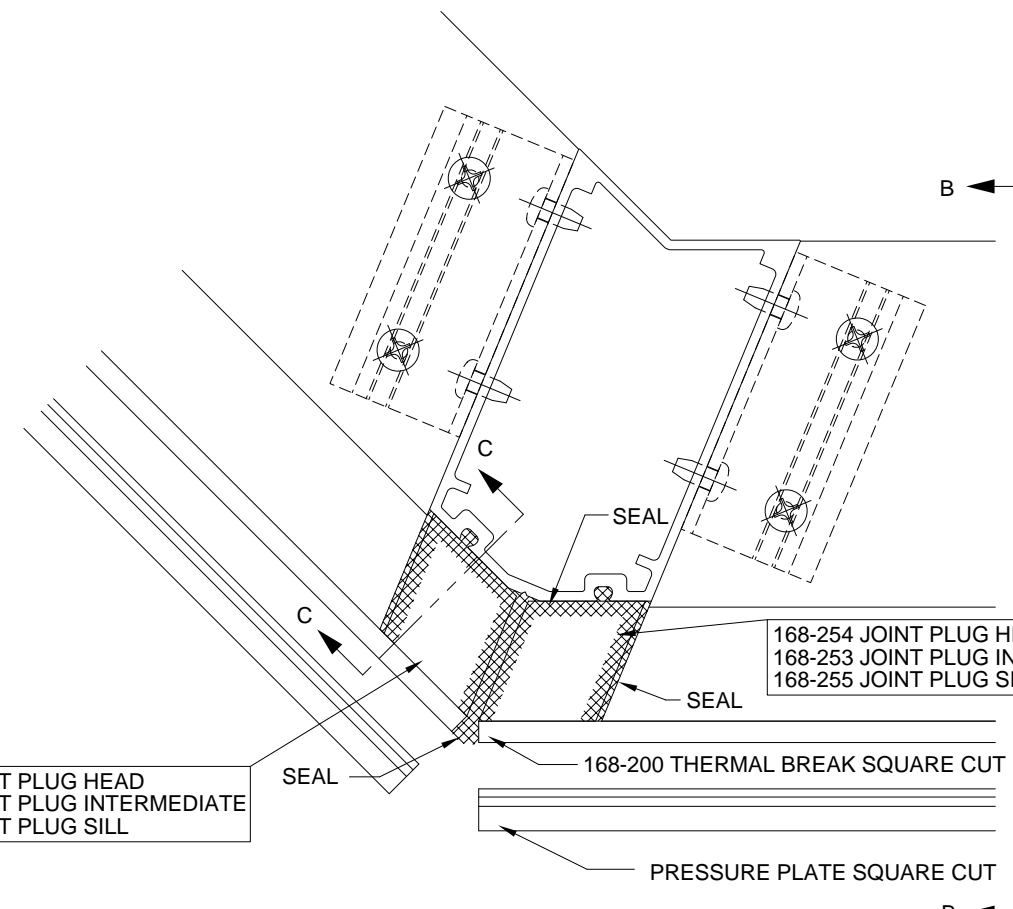 B
C
SEAL
C
168-254 JOINT PLUG
168-253 JOINT PLUG
168-255 JOINT PLUG
SEAL
168-200 THERMAL BREAK SQUARE CUT
SEAL
PLUG HEAD
PLUG INTERMEDIATE
PLUG SILL
PRESSURE PLATE SQUARE CUT